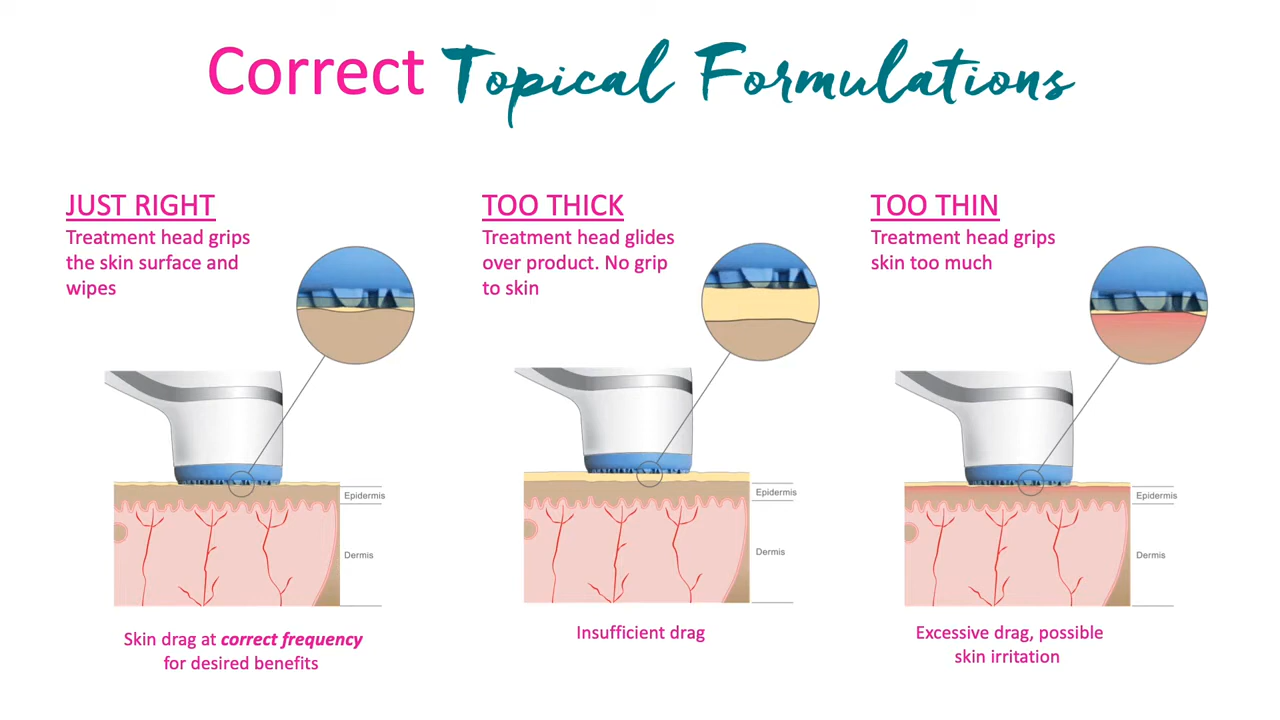 Correct Topical Formulations
JUST RIGHT
Treatment head grips
the skin surface and
wipes
Epidermis
Dermis
Skin drag at correct frequency
for desired benefits
TOO THICK
Treatment head glides
over product. No grip
to skin
Epidermis
Dermis
Insufficient drag
TOO THIN
Treatment head grips
skin too much
Epidermis
Dermis
Excessive drag, possible
skin irritation